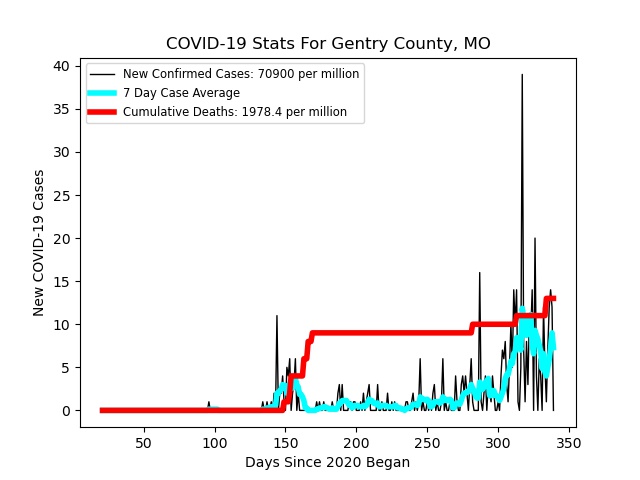 COVID-19 Stats For Gentry County, MO
New Confirmed Cases: 70900 per million
7 Day Case Average
Cumulative Deaths: 1978.4 per million
New COVID-19 Cases
40
35
30
25
20
15
10
5
0
50 100 150 200 250 300 350
Days Since 2020 Began